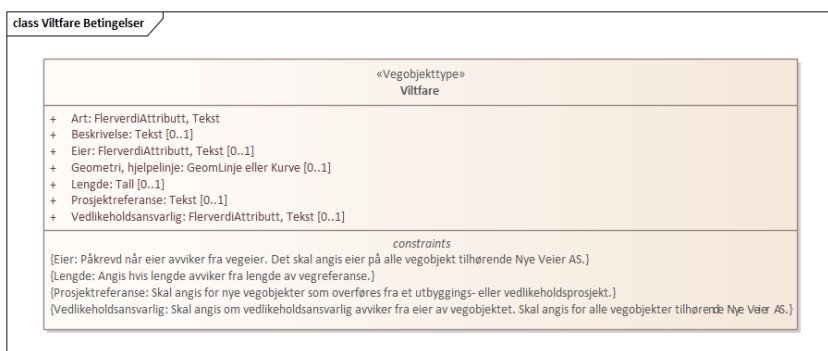 class Viltfare Betingelser
«Vegobjekttype»
Viltfare
+ Art: FlerverdiAttributt, Tekst
+ Beskrivelse: Tekst [0..1]
+ Eier: FlerverdiAttributt, Tekst [0..1]
+ Geometri, hjelpelinje: GeomLinje eller Kurve [0..1]
+ Lengde: Tall [0..1]
+ Prosjektreferanse: Tekst [0..1]
+ Vedlikeholdsansvarlig: FlerverdiAttributt, Tekst [0..1]
constraints
{Eier: Påkrevd når eier avviker fra vegeier. Det skal angis eier på alle vegobjekt tilhørende Nye Veier AS.}
{Lengde: Angis hvis lengde avviker fra lengde av vegreferanse.}
{Prosjektreferanse: Skal angis for nye vegobjekter som overføres fra et utbyggings- eller vedlikeholdsprosjekt.}
{Vedlikeholdsansvarlig: Skal angis om vedlikeholdsansvarlig avviker fra eier av vegobjektet. Skal angis for alle vegobjekter tilhørende Nye Veier AS.}